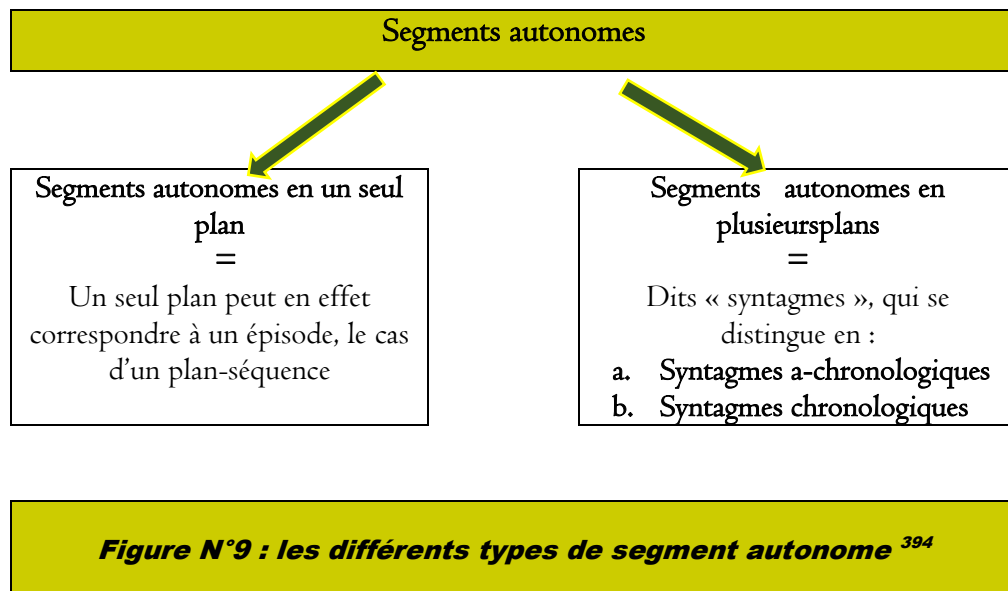 Segments autonomes
Segments autonomes en un seul
plan
=
Un seul plan peut en effet
correspondre à un épisode, le cas
d'un plan-séquence
Segments autonomes en
plusieursplans
=
Dits « syntagmes », qui se
distingue en :
a. Syntagmes a-chronologiques
b. Syntagmes chronologiques
Figure N°9 : les différents types de segment autonome 394